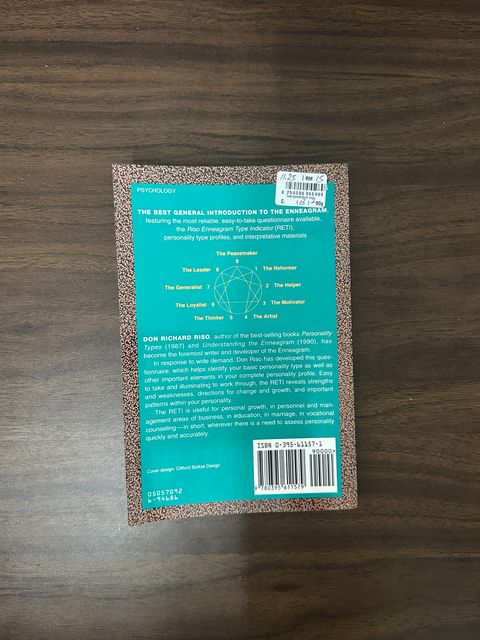 PSYCHOLOGY
THE BEST GENERAL INTRODUCTION TO THE ENNEAGRAM,
featuring the most reliable, easy-to-take questionnaire available,
the Riso Enneagram Type Indicator (RETI),
personality type profiles, and interpretative materials
The Peacemaker
9
The Leader 8
1 The Reformer
The Generalist 7
2 The Helper
The Loyalist 6
3 The Motivator
The Thinker 5
4 The Artist
DON RICHARD RISO, author of the best-selling books Personality
Types (1987) and Understanding the Enneagram (1990), has
become the foremost writer and developer of the Enneagram.
In response to wide demand, Don Riso has developed this ques-
tionnaire, which helps identify your basic personality type as well as
other important elements in your complete personality profile. Easy
to take and illuminating to work through, the RETI reveals strengths
and weaknesses, directions for change and growth, and important
patterns within your personality.
The RETI is useful for personal growth, in personnel and man-
agement areas of business, in education, in marriage, in vocational
counseling—in short, wherever there is a need to assess personality
quickly and accurately.
ISBN 0-395-61157-1
90000
9 780395 611579
Cover design: Clifford Stoltze Design
05057092
6-94686